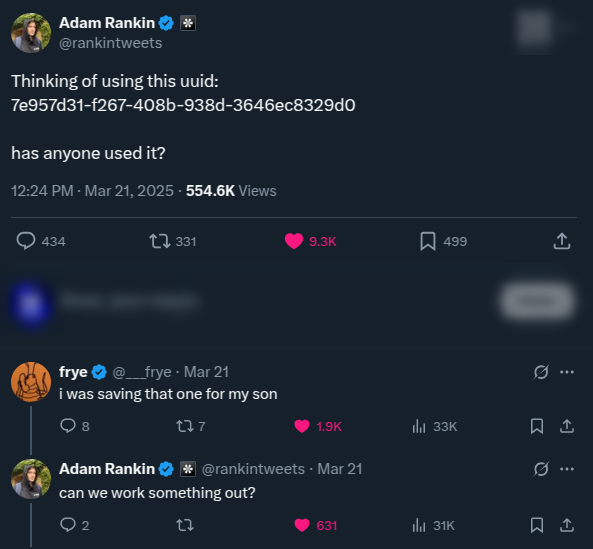 Adam Rankin
@rankintweets
Thinking of using this uuid:
7e957d31-f267-408b-938d-3646ec8329d0
has anyone used it?
12:24 PM · Mar 21, 2025 · 554.6K Views
434 331 9.3K 499
frye @___frye · Mar 21
i was saving that one for my son
8 7 1.9K 33K
Adam Rankin @rankintweets · Mar 21
can we work something out?
2 631 31K